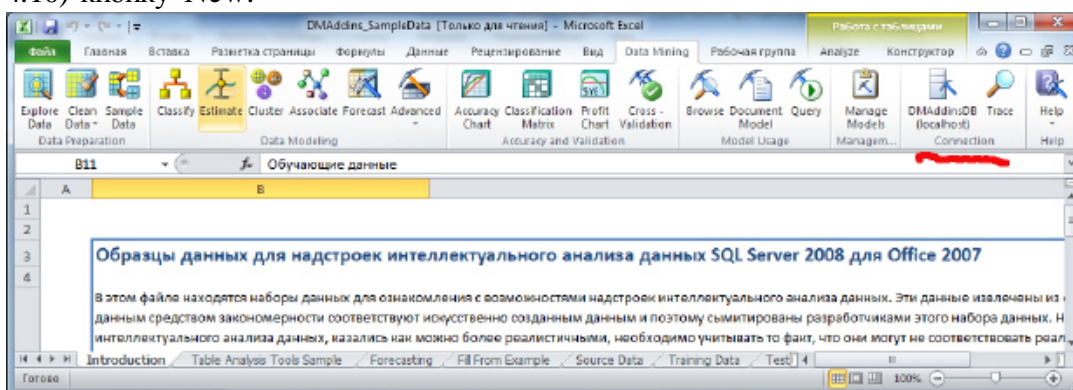 4.10) кнопку New.
DMAddins_SampleData [Только для чтения] - Microsoft Excel
Работа с таблицами
Файл Главная Вставка Разметка страницы Формулы Данные Рецензирование Вид Data Mining Рабочая группа Analyze Конструктор
Explore Data Clean Data Sample Data Classify Estimate Cluster Associate Forecast Advanced Accuracy Chart Classification Matrix Profit Chart Cross - Validation Browse Document Model Query Manage Models DMAddinsDB (localhost) Trace Help
Data Preparation Data Modeling Accuracy and Validation Model Usage Managem... Connection Help
B11 fx Обучающие данные
A B
1
2
3 Образцы данных для надстроек интеллектуального анализа данных SQL Server 2008 для Office 2007
4
В этом файле находятся наборы данных для ознакомления с возможностями надстроек интеллектуального анализа данных. Эти данные извлечены из
данным средством закономерности соответствуют искусственно созданным данным и поэтому сымитированы разработчиками этого набора данных. Н
интеллектуального анализа данных, казались как можно более реалистичными, необходимо учитывать то факт, что они могут не соответствовать реал
Introduction Table Analysis Tools Sample Forecasting Fill From Example Source Data Training Data Test
Готово 100%